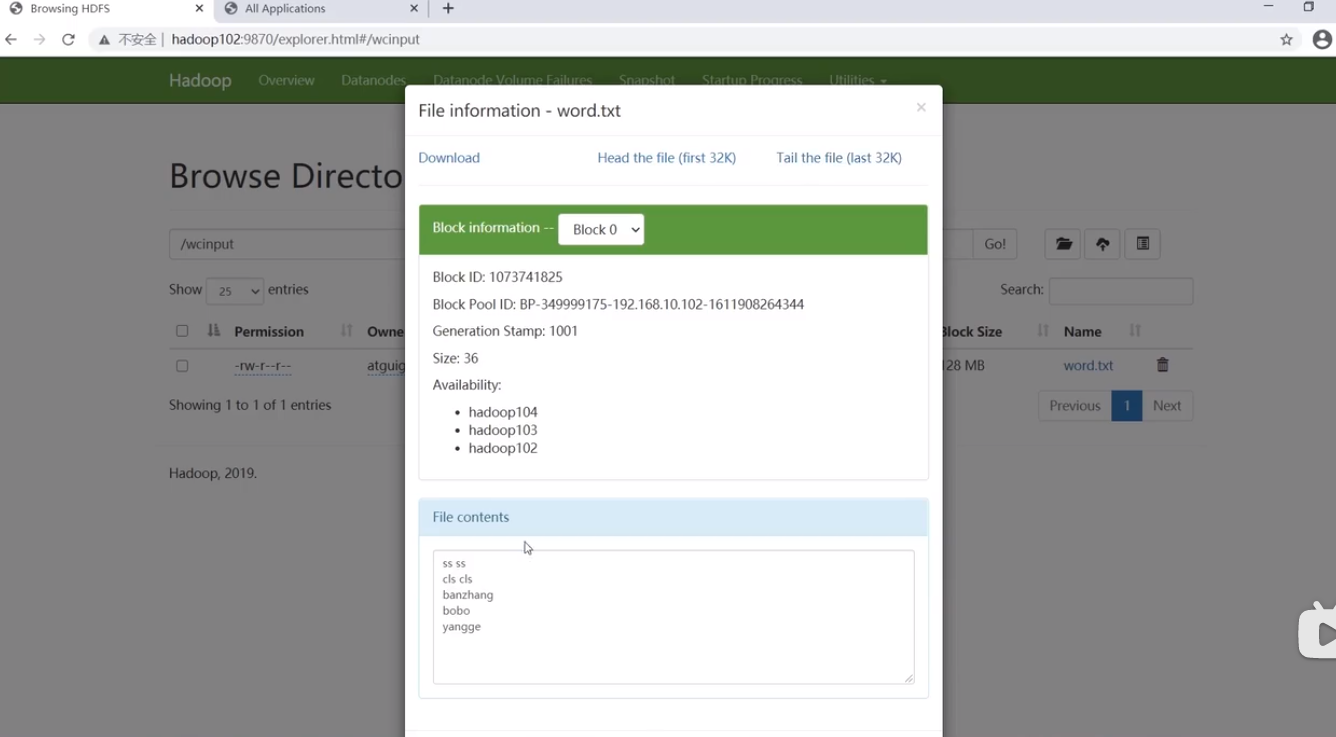 Browsing HDFS
All Applications
不安全 | hadoop102:9870/explorer.html#/wcinput
Hadoop Overview Datanodes Datanode Volume Failures Snapshot Startup Progress Utilities
File information - word.txt
Download Head the file (first 32K) Tail the file (last 32K)
Browse Directo
Block information -- Block 0
/wcinput Go!
Block ID: 1073741825
Show 25 entries Search:
Block Pool ID: BP-349999175-192.168.10.102-1611908264344
Permission Owne Block Size Name
Generation Stamp: 1001
Size: 36
-rw-r--r-- atguig 128 MB word.txt
Availability:
hadoop104
hadoop103
hadoop102
Showing 1 to 1 of 1 entries Previous 1 Next
Hadoop, 2019.
File contents
ss ss
cls cls
banzhang
bobo
yangge